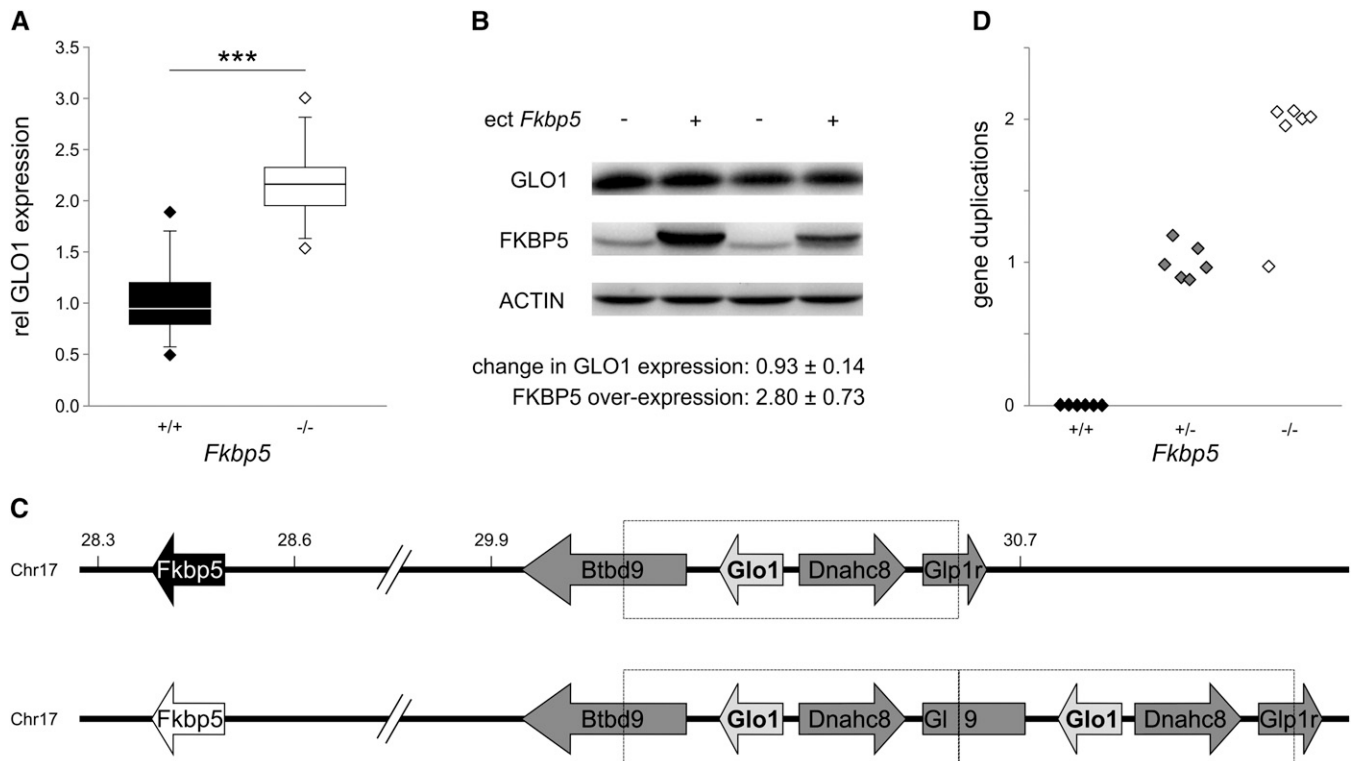 A
3.5
3.0
2.5
2.0
1.5
1.0
0.5
0.0
rel GLO1 expression
***
+/+ -/-
Fkbp5
B
ect Fkbp5 - + - +
GLO1
FKBP5
ACTIN
change in GLO1 expression: 0.93 ± 0.14
FKBP5 over-expression: 2.80 ± 0.73
D
2
1
0
gene duplications
+/+ +/- -/-
Fkbp5
C
28.3 28.6 29.9 30.7
Chr17 Fkbp5 Btbd9 Glo1 Dnahc8 Glp1r
Chr17 Fkbp5 Btbd9 Glo1 Dnahc8 Gl 9 Glo1 Dnahc8 Glp1r